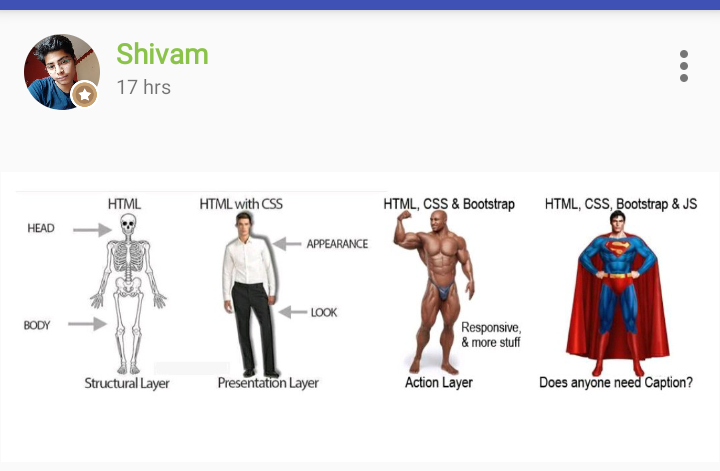 Shivam
17 hrs
HTML
HTML with CSS
HTML, CSS & Bootstrap
HTML, CSS, Bootstrap & JS
HEAD
APPEARANCE
LOOK
BODY
Responsive,
& more stuff
Structural Layer
Presentation Layer
Action Layer
Does anyone need Caption?